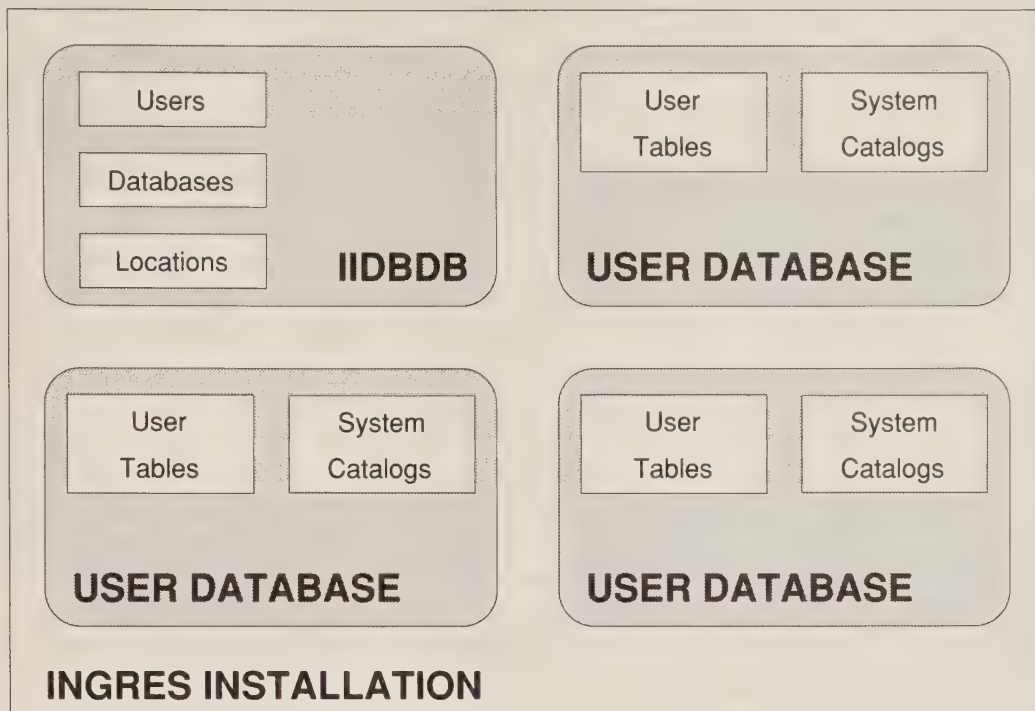 Users
Databases
Locations
IIDBDB
User
Tables
System
Catalogs
USER DATABASE
User
Tables
System
Catalogs
USER DATABASE
User
Tables
System
Catalogs
USER DATABASE
INGRES INSTALLATION